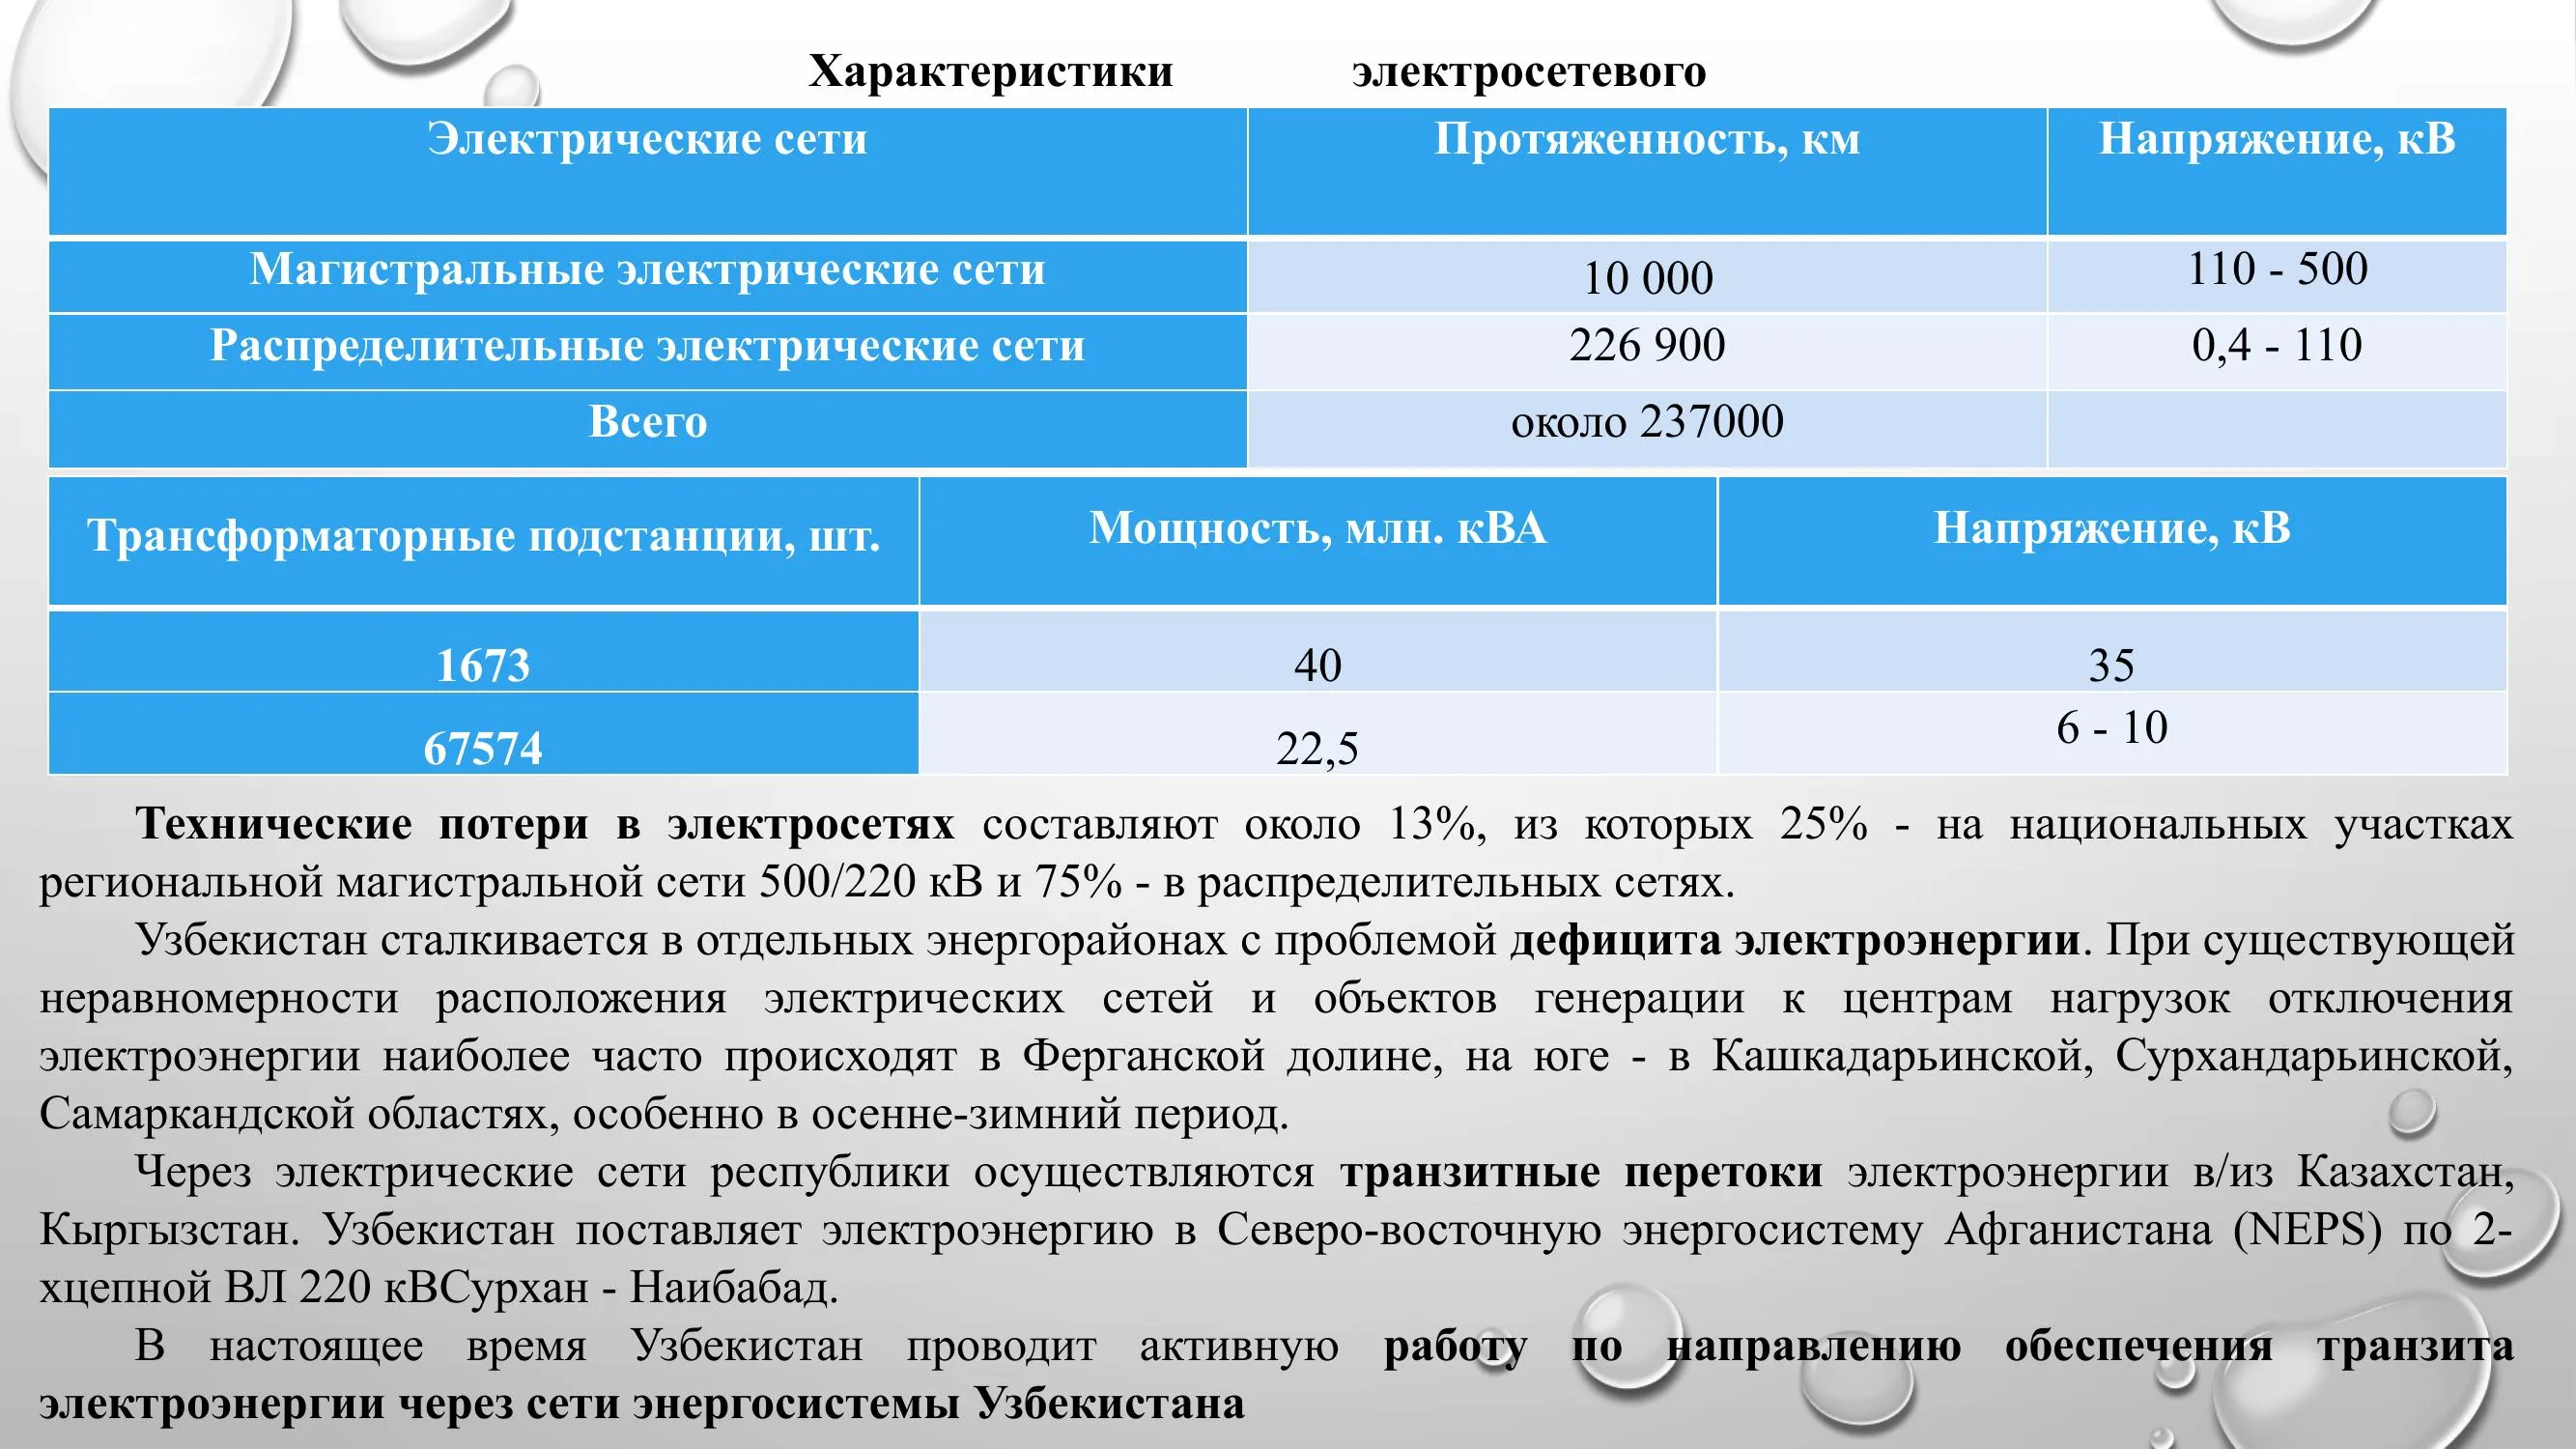 Характеристики электросетевого
Электрические сети Протяженность, км Напряжение, кВ
Магистральные электрические сети 10 000 110 - 500
Распределительные электрические сети 226 900 0,4 - 110
Всего около 237000
Трансформаторные подстанции, шт. Мощность, млн. кВА Напряжение, кВ
1673 40 35
67574 22,5 6 - 10
Технические потери в электросетях составляют около 13%, из которых 25% - на национальных участках
региональной магистральной сети 500/220 кВ и 75% - в распределительных сетях.
Узбекистан сталкивается в отдельных энергорайонах с проблемой дефицита электроэнергии. При существующей
неравномерности расположения электрических сетей и объектов генерации к центрам нагрузок отключения
электроэнергии наиболее часто происходят в Ферганской долине, на юге - в Кашкадарьинской, Сурхандарьинской,
Самаркандской областях, особенно в осенне-зимний период.
Через электрические сети республики осуществляются транзитные перетоки электроэнергии в/из Казахстан,
Кыргызстан. Узбекистан поставляет электроэнергию в Северо-восточную энергосистему Афганистана (NEPS) по 2-
хцепной ВЛ 220 кВСурхан - Наибабад.
В настоящее время Узбекистан проводит активную работу по направлению обеспечения транзита
электроэнергии через сети энергосистемы Узбекистана